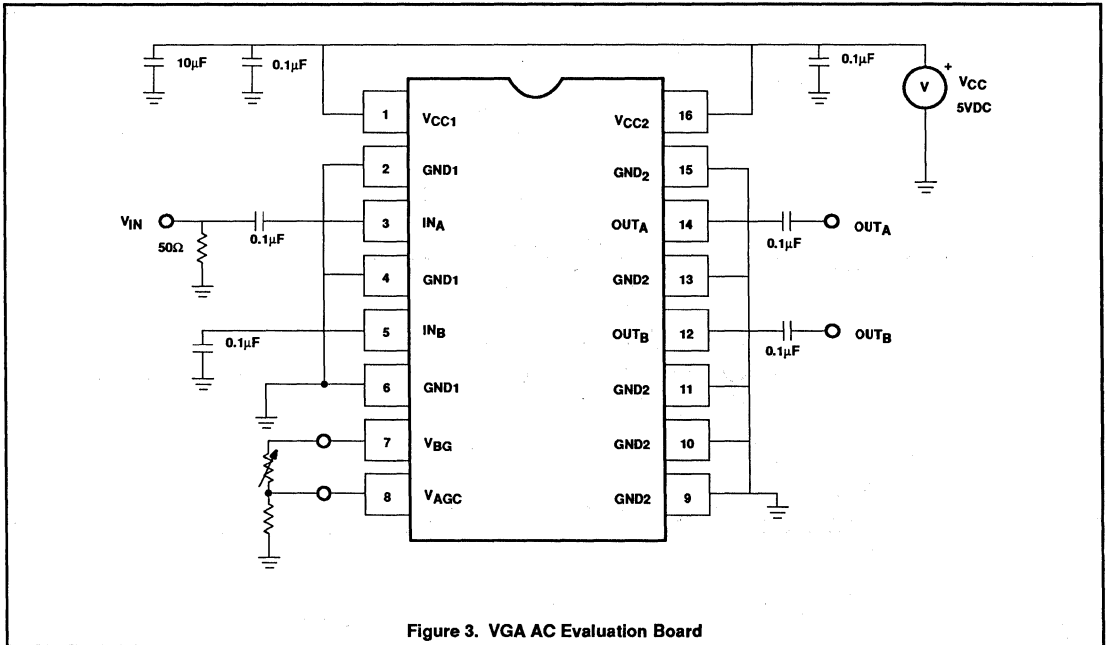 10μF
0.1μF
0.1μF
+
V
VCC
5VDC
1
VCC1
VCC2
16
2
GND1
GND2
15
VIN
50Ω
0.1μF
3
INA
OUTA
14
0.1μF
OUTA
4
GND1
GND2
13
0.1μF
5
INB
OUTB
12
0.1μF
OUTB
6
GND1
GND2
11
7
VBG
GND2
10
8
VAGC
GND2
9
Figure 3. VGA AC Evaluation Board